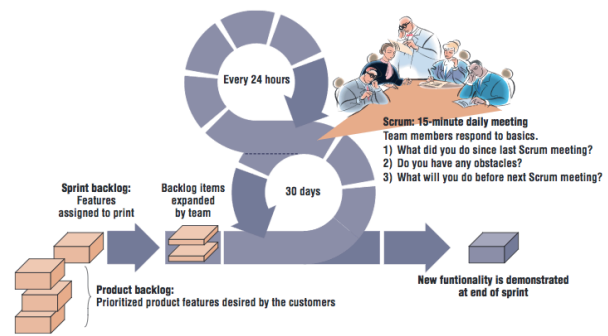 Every 24 hours
Scrum: 15-minute daily meeting
Team members respond to basics.
1) What did you do since last Scrum meeting?
2) Do you have any obstacles?
3) What will you do before next Scrum meeting?
Sprint backlog:
Features
assigned to print
Backlog items
expanded
by team
30 days
Product backlog:
Prioritized product features desired by the customers
New funtionality is demonstrated
at end of sprint